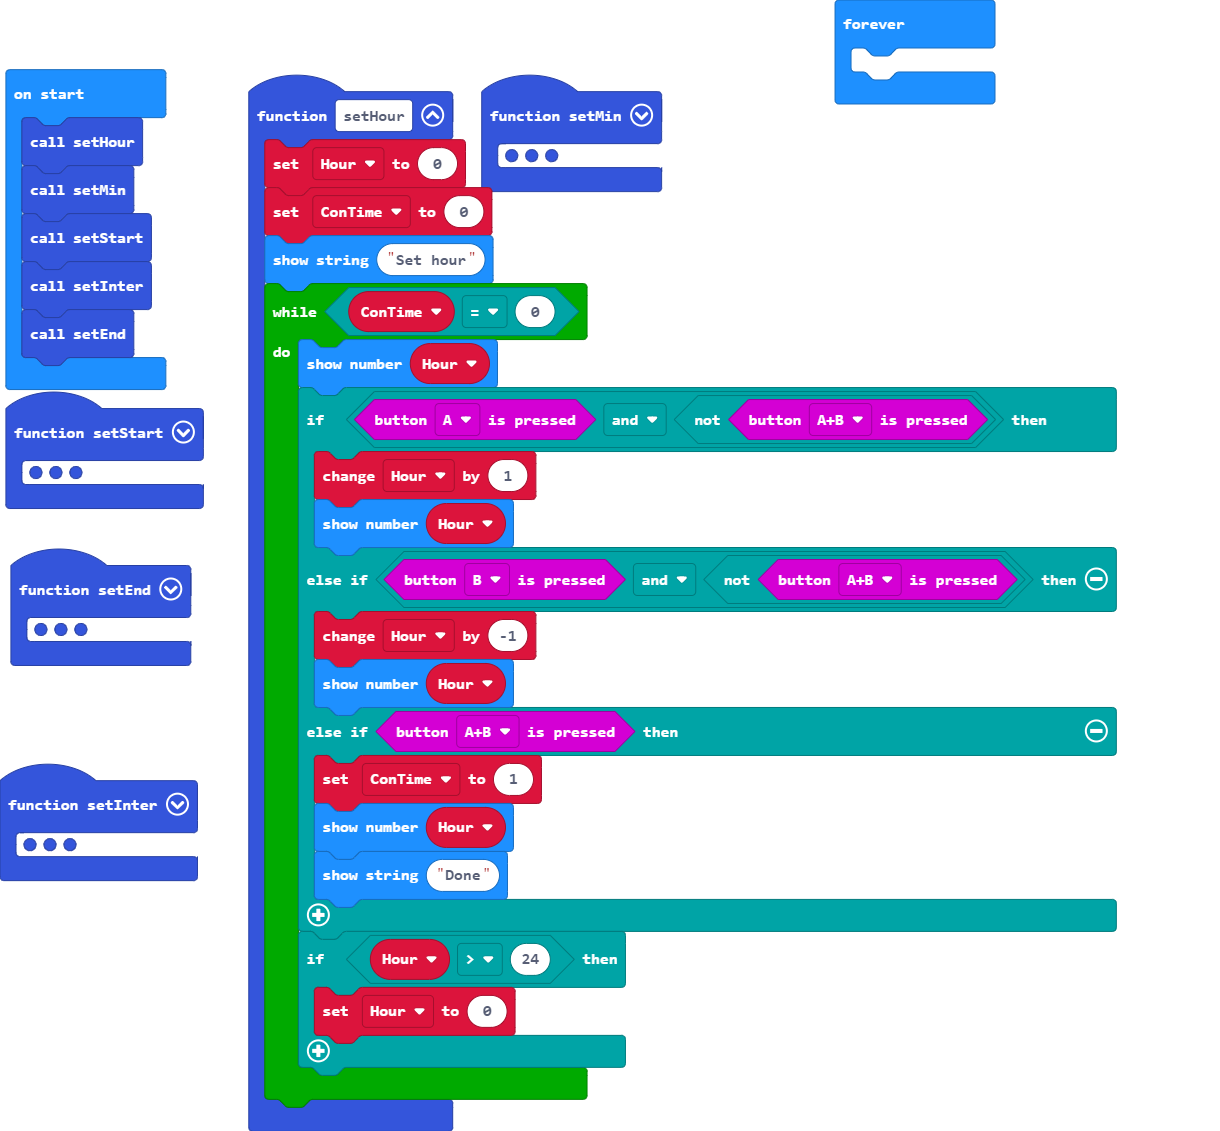 forever
on start
call setHour
call setMin
call setStart
call setInter
call setEnd
function setStart
function setEnd
function setInter
function setHour
set Hour to 0
set ConTime to 0
show string "Set hour"
while ConTime = 0
do
show number Hour
if button A is pressed and not button A+B is pressed then
change Hour by 1
show number Hour
else if button B is pressed and not button A+B is pressed then
change Hour by -1
show number Hour
else if button A+B is pressed then
set ConTime to 1
show number Hour
show string "Done"
if Hour > 24 then
set Hour to 0
function setMin